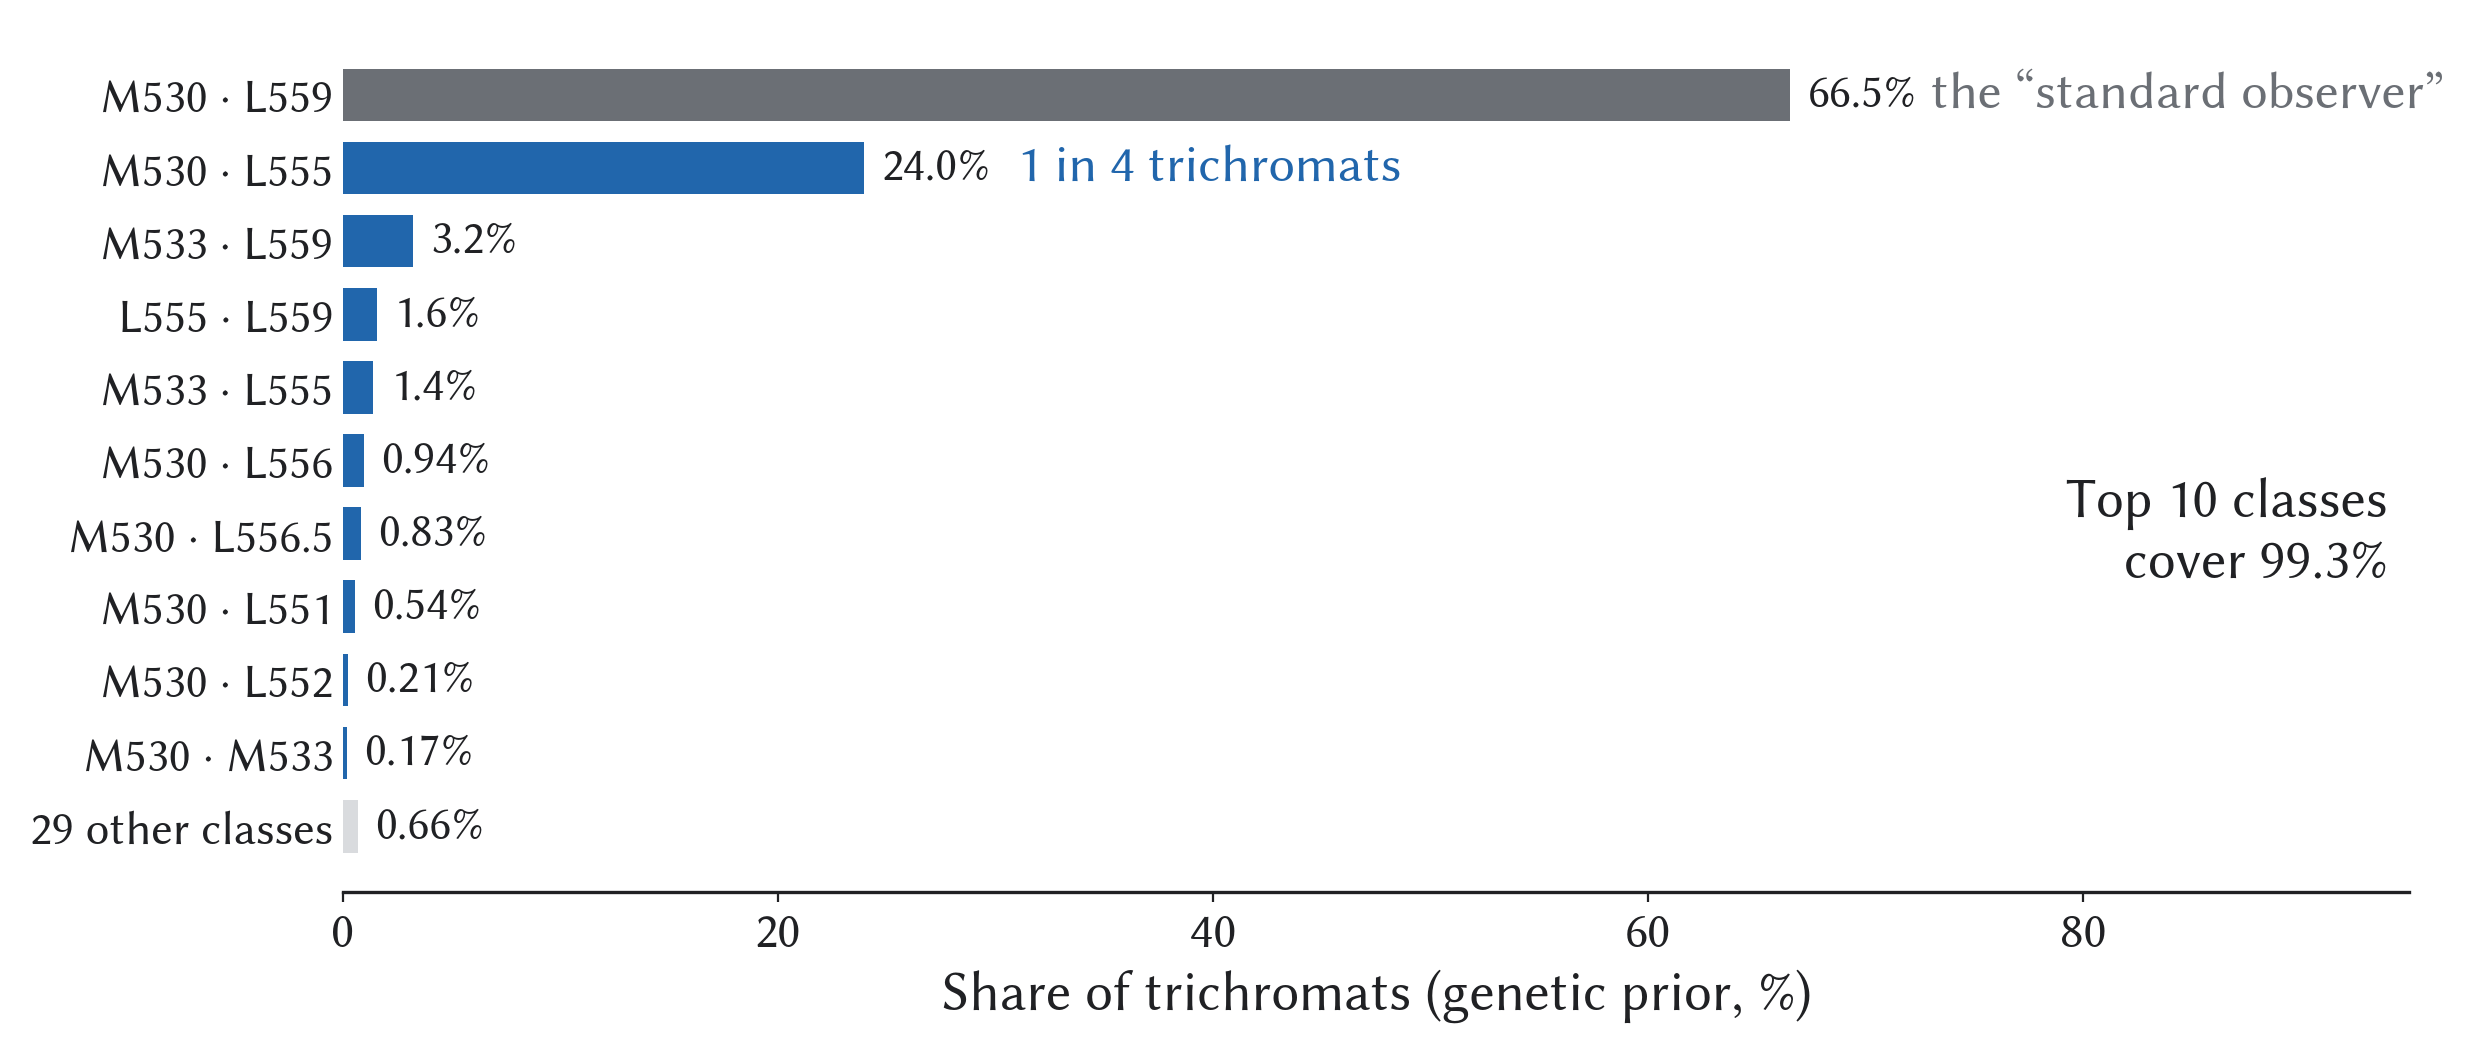 M530 · L559 66.5% the “standard observer”
M530 · L555 24.0% 1 in 4 trichromats
M533 · L559 3.2%
L555 · L559 1.6%
M533 · L555 1.4%
M530 · L556 0.94%
M530 · L556.5 0.83%
M530 · L551 0.54%
M530 · L552 0.21%
M530 · M533 0.17%
29 other classes 0.66%
Top 10 classes
cover 99.3%
0 20 40 60 80
Share of trichromats (genetic prior, %)